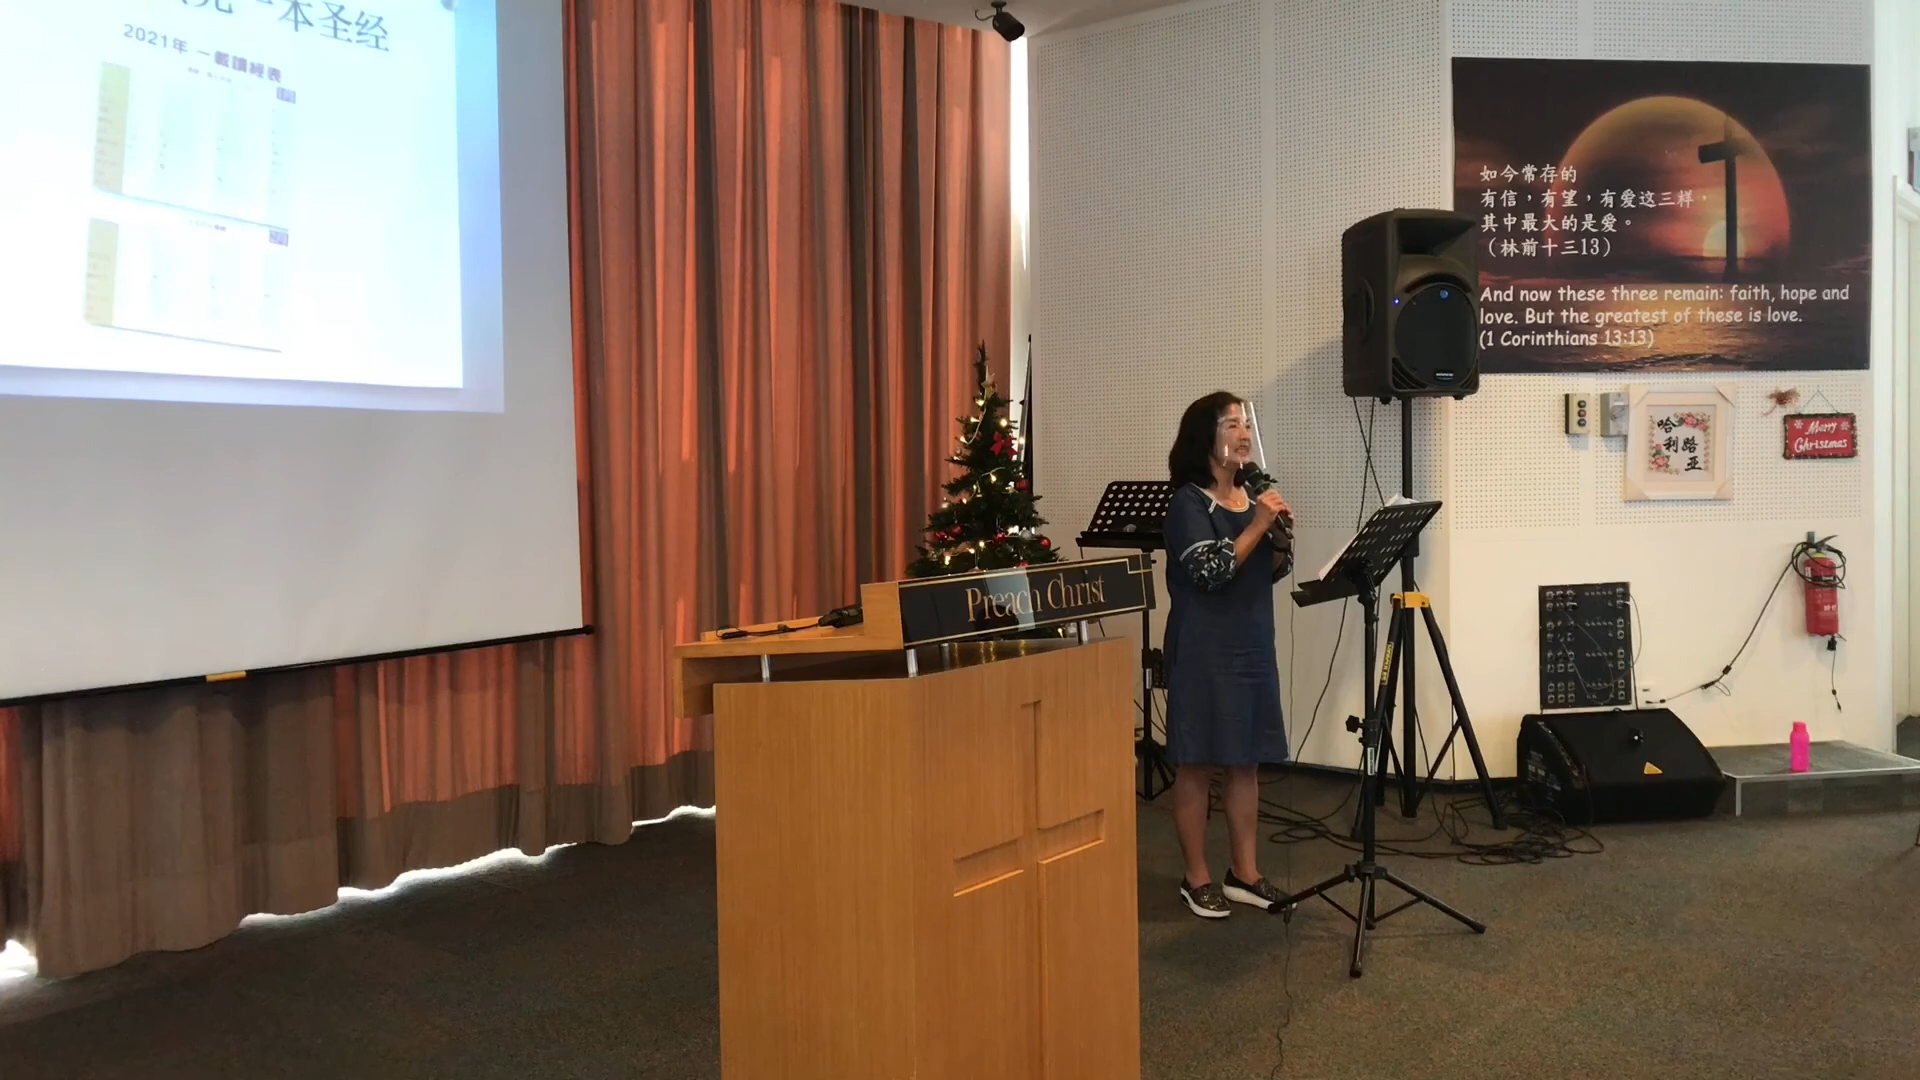 一本圣经
2021年 一載讀經表
如今常存的
有信，有望，有爱这三样，
其中最大的是爱。
（林前十三13）
And now these three remain: faith, hope and
love. But the greatest of these is love.
(1 Corinthians 13:13)
哈
利路
亚
Merry
Christmas
Preach Christ